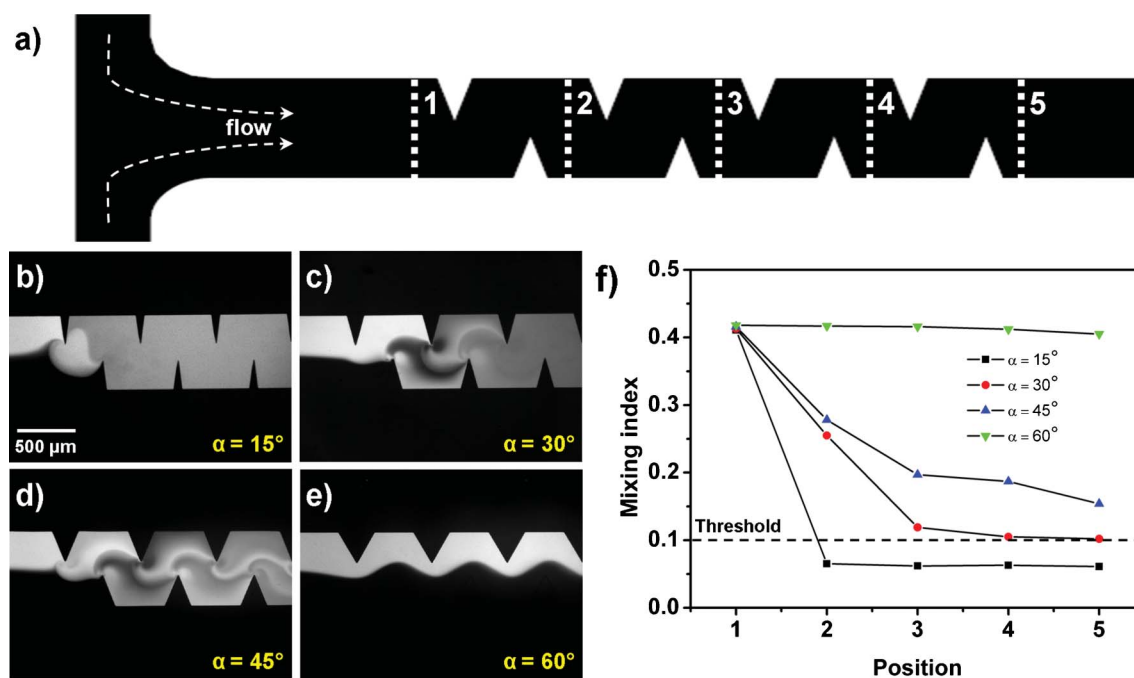 a)
flow
1
2
3
4
5
b)
500 µm
α = 15°
c)
α = 30°
d)
α = 45°
e)
α = 60°
f)
Mixing index
0.5
0.4
0.3
0.2
0.1
0.0
α = 15°
α = 30°
α = 45°
α = 60°
Threshold
1 2 3 4 5
Position